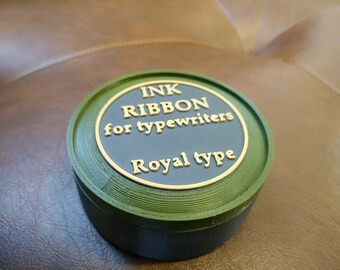 INK
RIBBON
for typewriters
Royal type